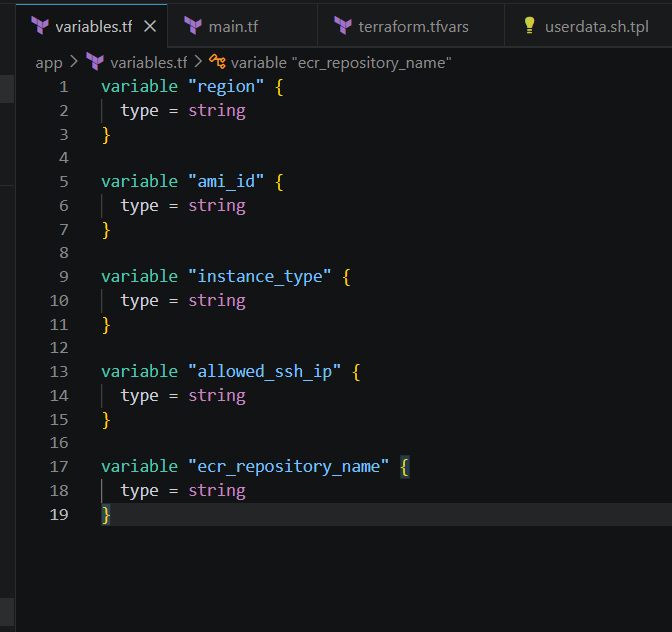 variables.tf
main.tf
terraform.tfvars
userdata.sh.tpl
app > variables.tf > variable "ecr_repository_name"
1 variable "region" {
2 type = string
3 }
4
5 variable "ami_id" {
6 type = string
7 }
8
9 variable "instance_type" {
10 type = string
11 }
12
13 variable "allowed_ssh_ip" {
14 type = string
15 }
16
17 variable "ecr_repository_name" {
18 type = string
19 }